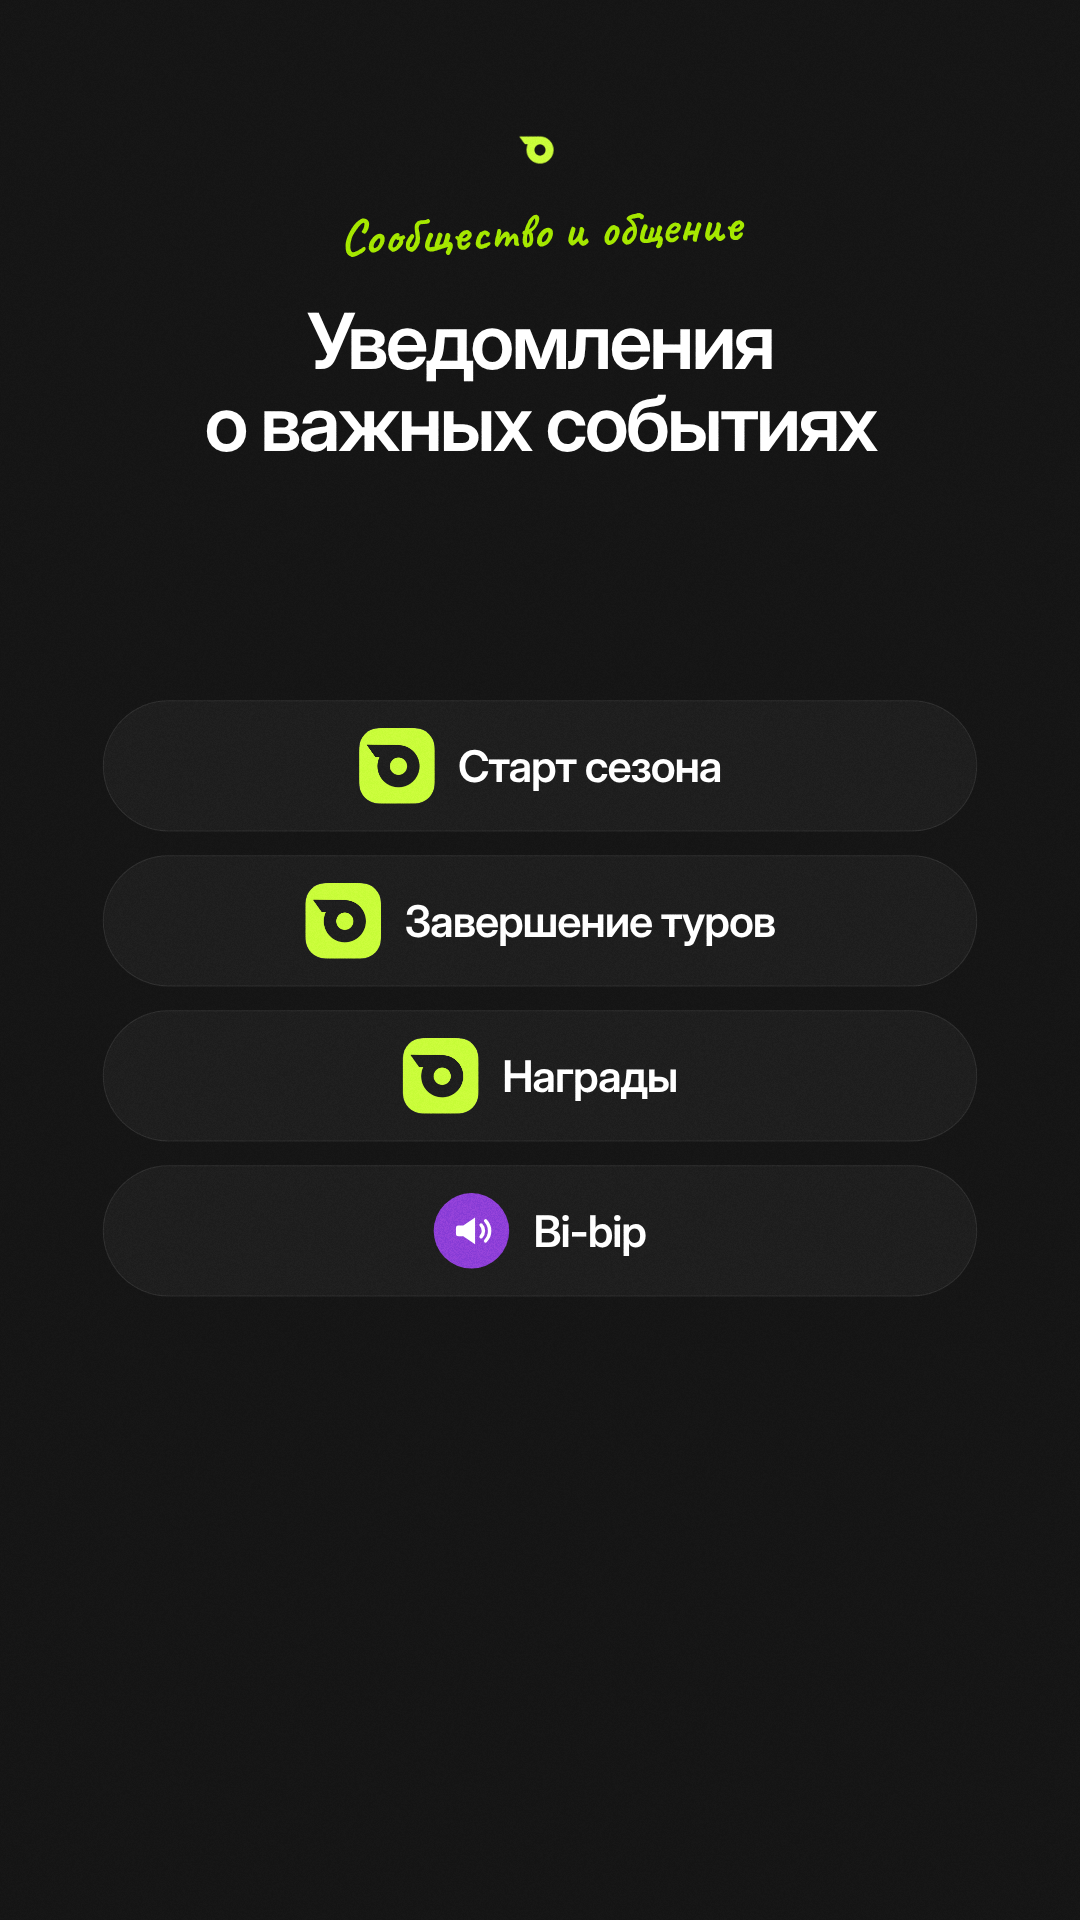 Сообщество и общение
Уведомления
о важных событиях
Старт сезона
Завершение туров
Награды
Bi-bip